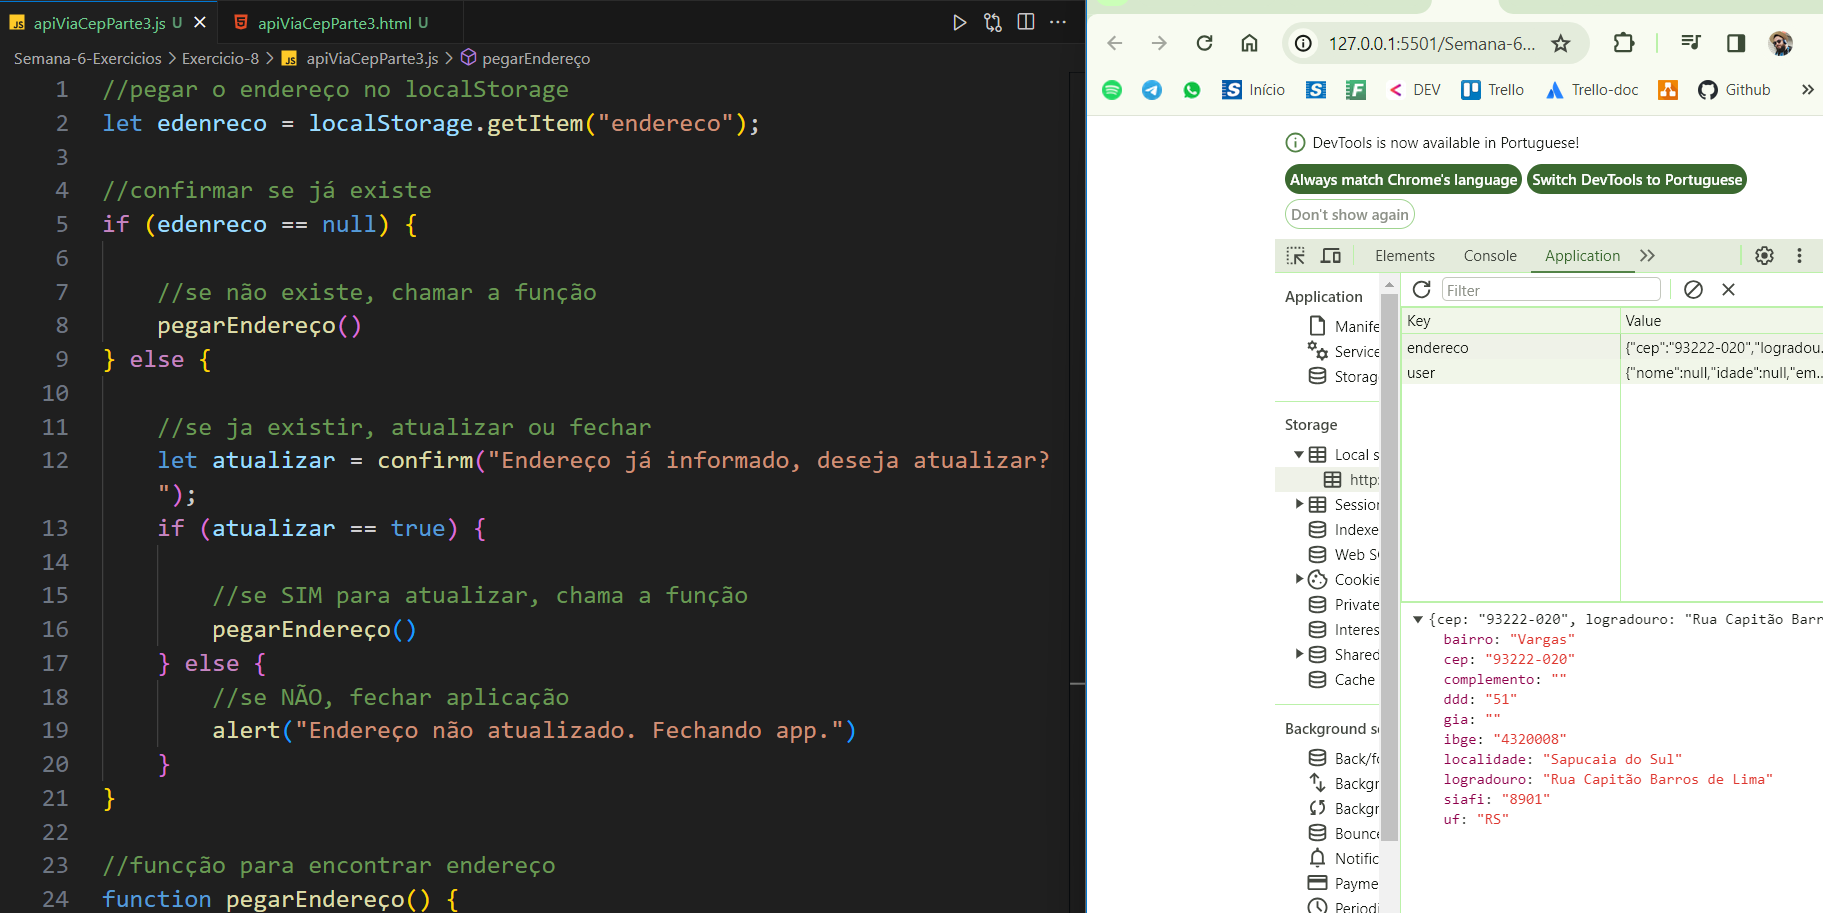 JS apiViaCepParte3.js U
apiViaCepParte3.html U
Semana-6-Exercicios > Exercicio-8 > JS apiViaCepParte3.js > pegarEndereço
1 //pegar o endereço no localStorage
2 let edenreco = localStorage.getItem("endereco");
3
4 //confirmar se já existe
5 if (edenreco == null) {
6
7 //se não existe, chamar a função
8 pegarEndereço()
9 } else {
10
11 //se ja existir, atualizar ou fechar
12 let atualizar = confirm("Endereço já informado, deseja atualizar?
");
13 if (atualizar == true) {
14
15 //se SIM para atualizar, chama a função
16 pegarEndereço()
17 } else {
18 //se NÃO, fechar aplicação
19 alert("Endereço não atualizado. Fechando app.")
20 }
21 }
22
23 //funcção para encontrar endereço
24 function pegarEndereço() {
127.0.0.1:5501/Semana-6...
Início
DEV
Trello
Trello-doc
Github
»
DevTools is now available in Portuguese!
Always match Chrome's language
Switch DevTools to Portuguese
Don't show again
Elements
Console
Application
Application
Manife
Service
Storag
Storage
Local s
http:
Session
Indexe
Web S
Cookie
Private
Interes
Shared
Cache
Background se
Back/fo
Backgr
Backgr
Bounce
Notific
Payme
Periodi
Filter
Key Value
endereco {"cep":"93222-020","logradou...
user {"nome":null,"idade":null,"em...
{cep: "93222-020", logradouro: "Rua Capitão Barr
bairro: "Vargas"
cep: "93222-020"
complemento: ""
ddd: "51"
gia: ""
ibge: "4320008"
localidade: "Sapucaia do Sul"
logradouro: "Rua Capitão Barros de Lima"
siafi: "8901"
uf: "RS"